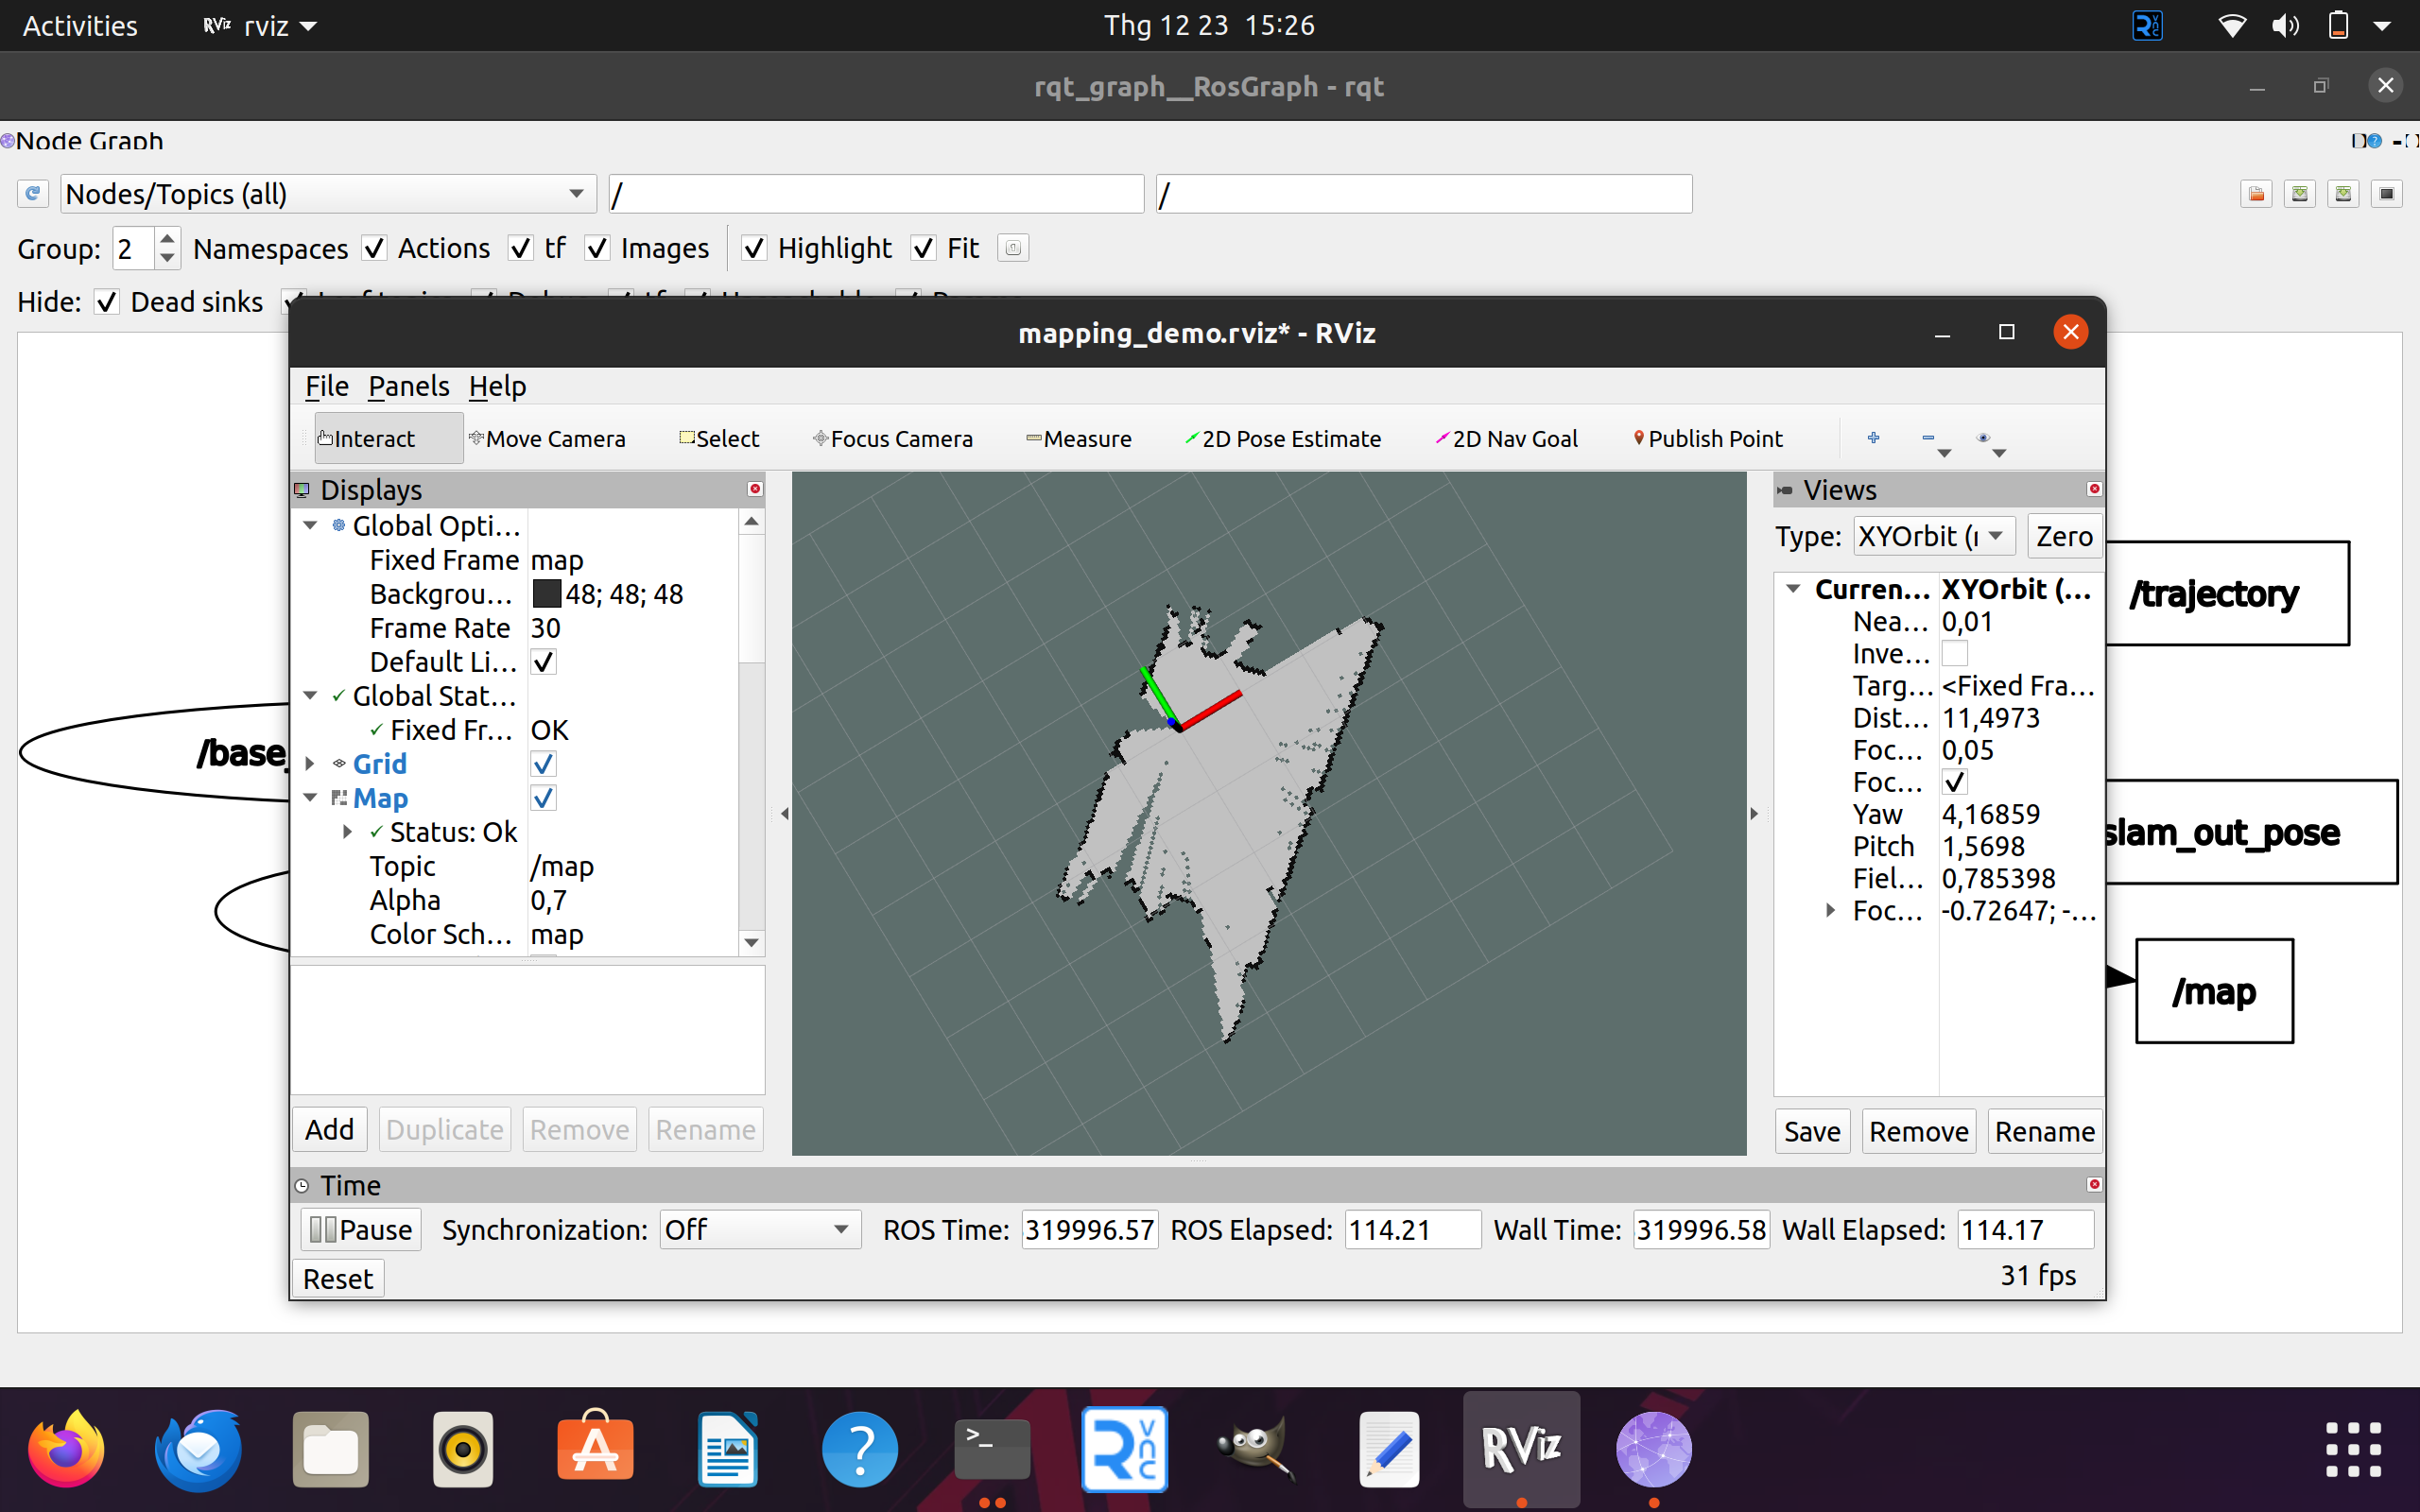 Activities rviz Thg 12 23 15:26
rqt_graph__RosGraph - rqt
Node Graph
Nodes/Topics (all) / /
Group: 2 Namespaces Actions tf Images Highlight Fit
Hide: Dead sinks
mapping_demo.rviz* - RViz
File Panels Help
Interact Move Camera Select Focus Camera Measure 2D Pose Estimate 2D Nav Goal Publish Point
Displays
Global Opti...
Fixed Frame map
Backgrou... 48; 48; 48
Frame Rate 30
Default Li...
Global Stat...
Fixed Fr... OK
Grid
Map
Status: Ok
Topic /map
Alpha 0,7
Color Sch... map
Add Duplicate Remove Rename
Views
Type: XYOrbit (r Zero
Curren... XYOrbit (...
Nea... 0,01
Inve...
Targ... <Fixed Fra...
Dist... 11,4973
Foc... 0,05
Foc...
Yaw 4,16859
Pitch 1,5698
Fiel... 0,785398
Foc... -0.72647; -...
Save Remove Rename
/trajectory
/base_
slam_out_pose
/map
Time
Pause Synchronization: Off ROS Time: 319996.57 ROS Elapsed: 114.21 Wall Time: 319996.58 Wall Elapsed: 114.17
Reset 31 fps
RViz